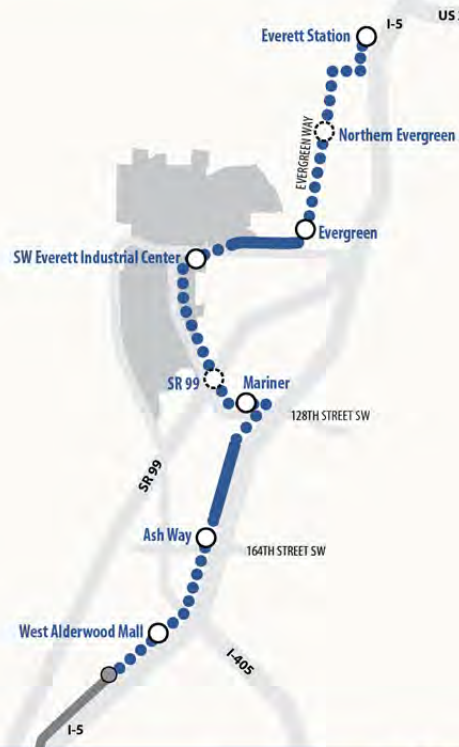 US
I-5
Everett Station
EVERGREEN WAY
Northern Evergreen
Evergreen
SW Everett Industrial Center
SR 99
Mariner
128TH STREET SW
SR 99
Ash Way
164TH STREET SW
West Alderwood Mall
I-405
I-5